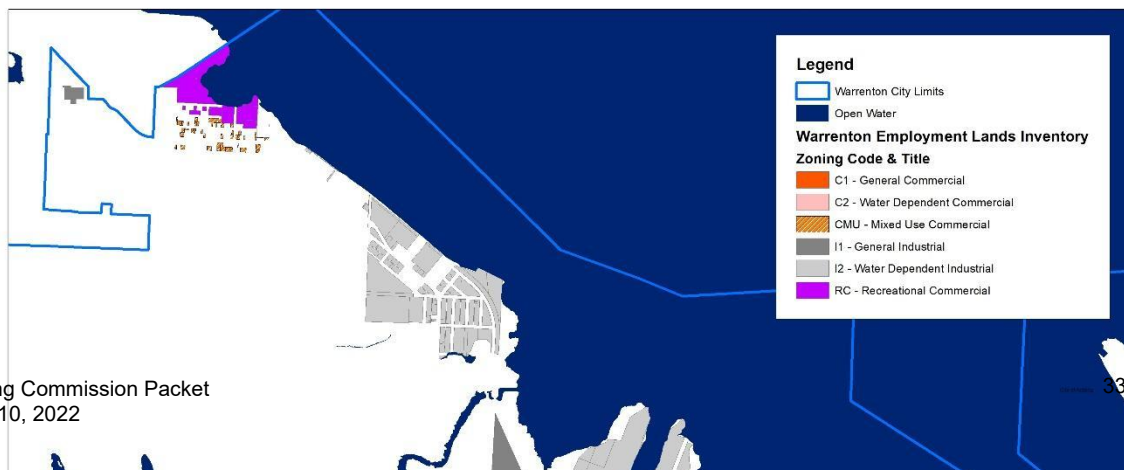 Legend
Warrenton City Limits
Open Water
Warrenton Employment Lands Inventory
Zoning Code & Title
C1 - General Commercial
C2 - Water Dependent Commercial
CMU - Mixed Use Commercial
I1 - General Industrial
I2 - Water Dependent Industrial
RC - Recreational Commercial
ng Commission Packet
10, 2022
33